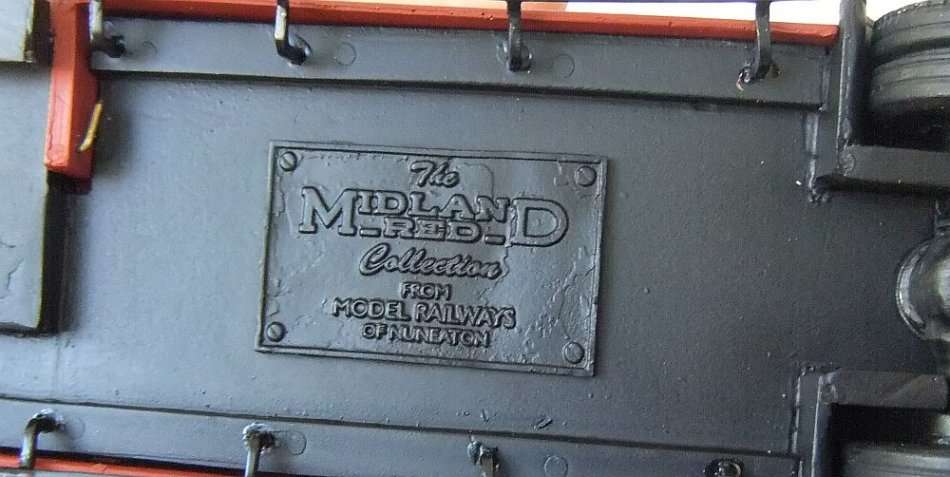 The
MIDLAND
RED
Collection
FROM
MODEL RAILWAYS
OF NUNEATON